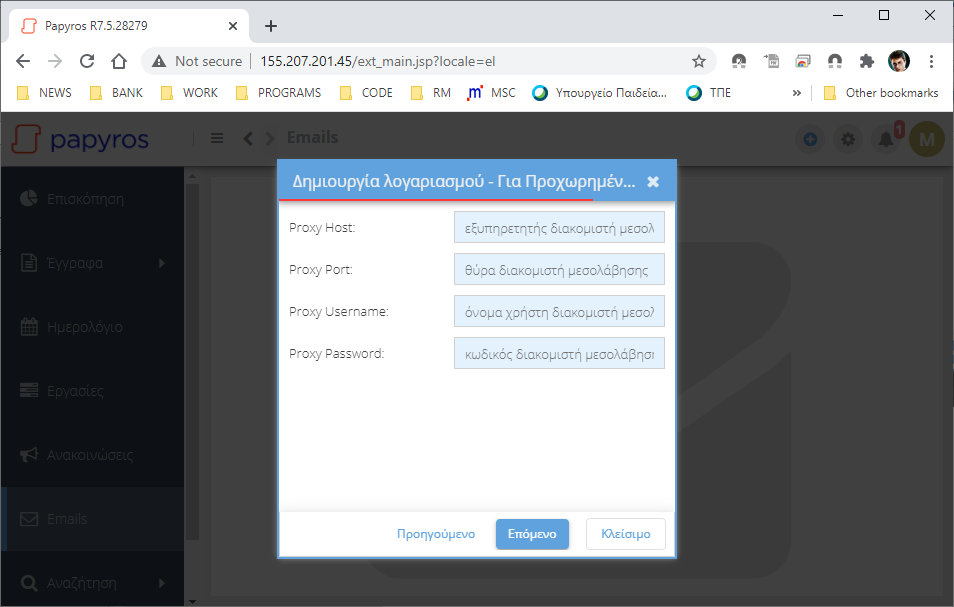 Papyros R7.5.28279
Not secure 155.207.201.45/ext_main.jsp?locale=el
NEWS BANK WORK PROGRAMS CODE RM MSC Υπουργείο Παιδεία... ΤΠΕ » Other bookmarks
papyros Emails 1 M
Δημιουργία λογαριασμού - Για Προχωρημέν...
Επισκόπηση
Έγγραφα
Ημερολόγιο
Εργασίες
Ανακοινώσεις
Emails
Αναζήτηση
Proxy Host: εξυπηρετητής διακομιστή μεσολ
Proxy Port: θύρα διακομιστή μεσολάβησης
Proxy Username: όνομα χρήστη διακομιστή μεσολ
Proxy Password: κωδικός διακομιστή μεσολάβησ
Προηγούμενο Επόμενο Κλείσιμο